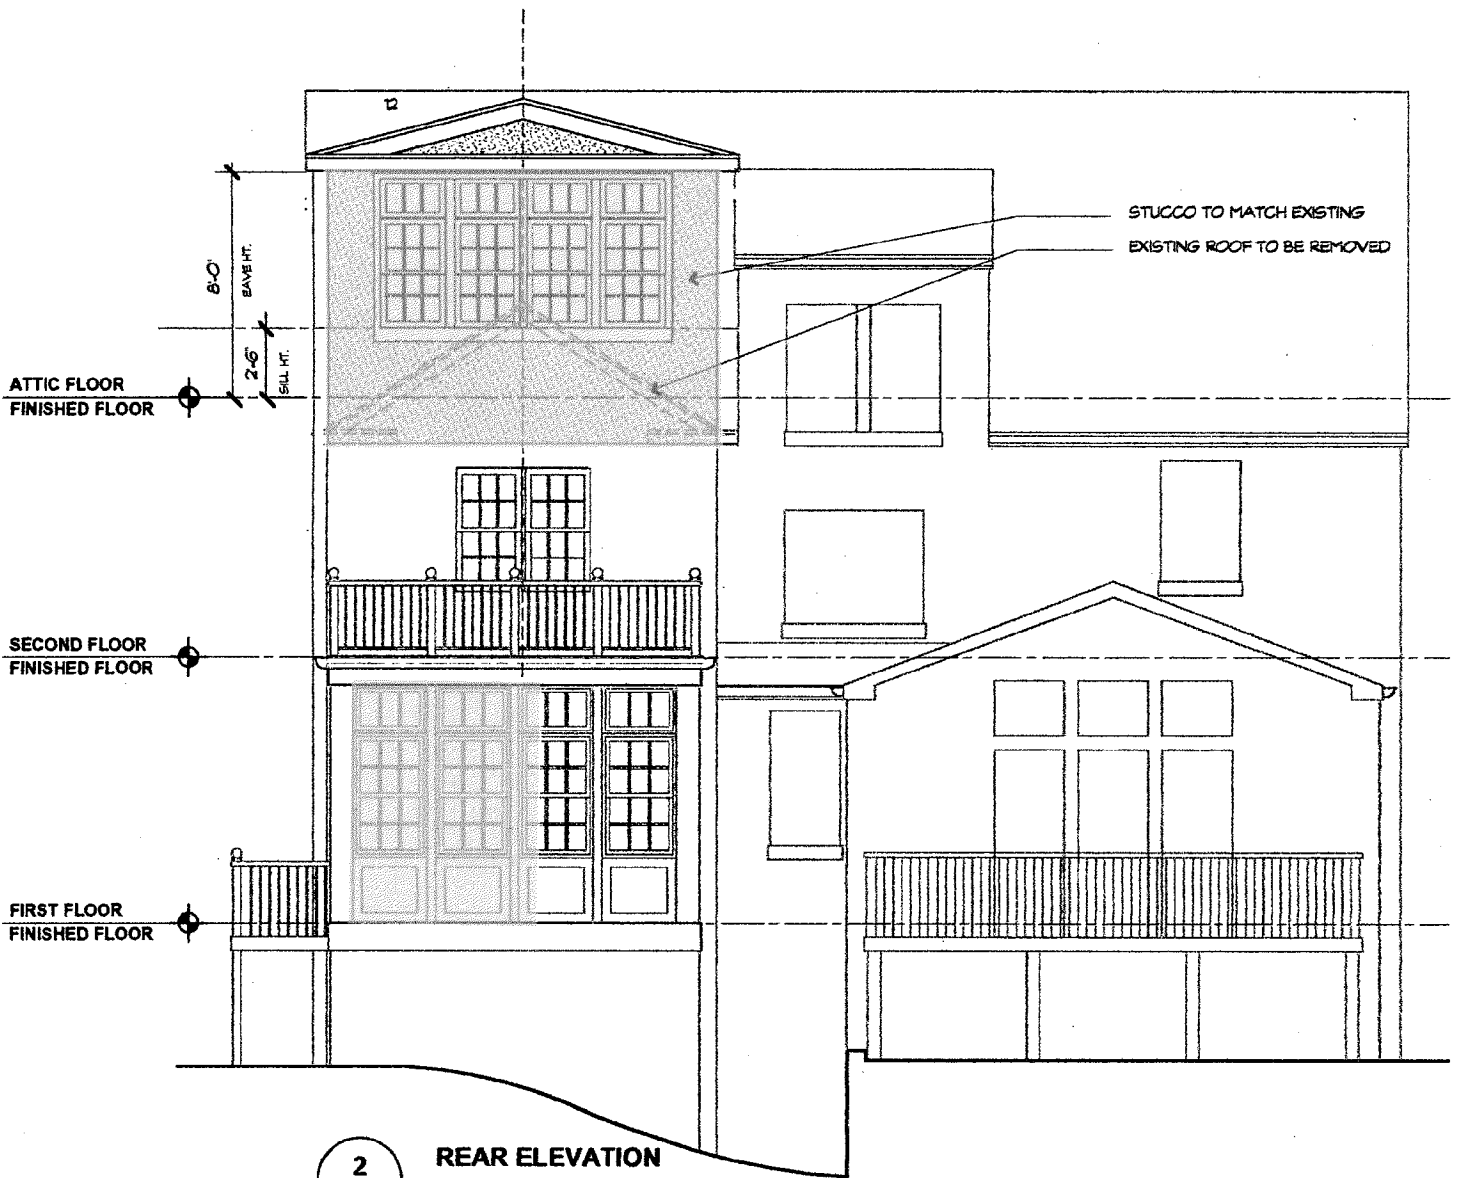 12
STUCCO TO MATCH EXISTING
EXISTING ROOF TO BE REMOVED
8'-0"
EAVE HT.
2'-6"
SILL HT.
ATTIC FLOOR
FINISHED FLOOR
SECOND FLOOR
FINISHED FLOOR
FIRST FLOOR
FINISHED FLOOR
2
REAR ELEVATION